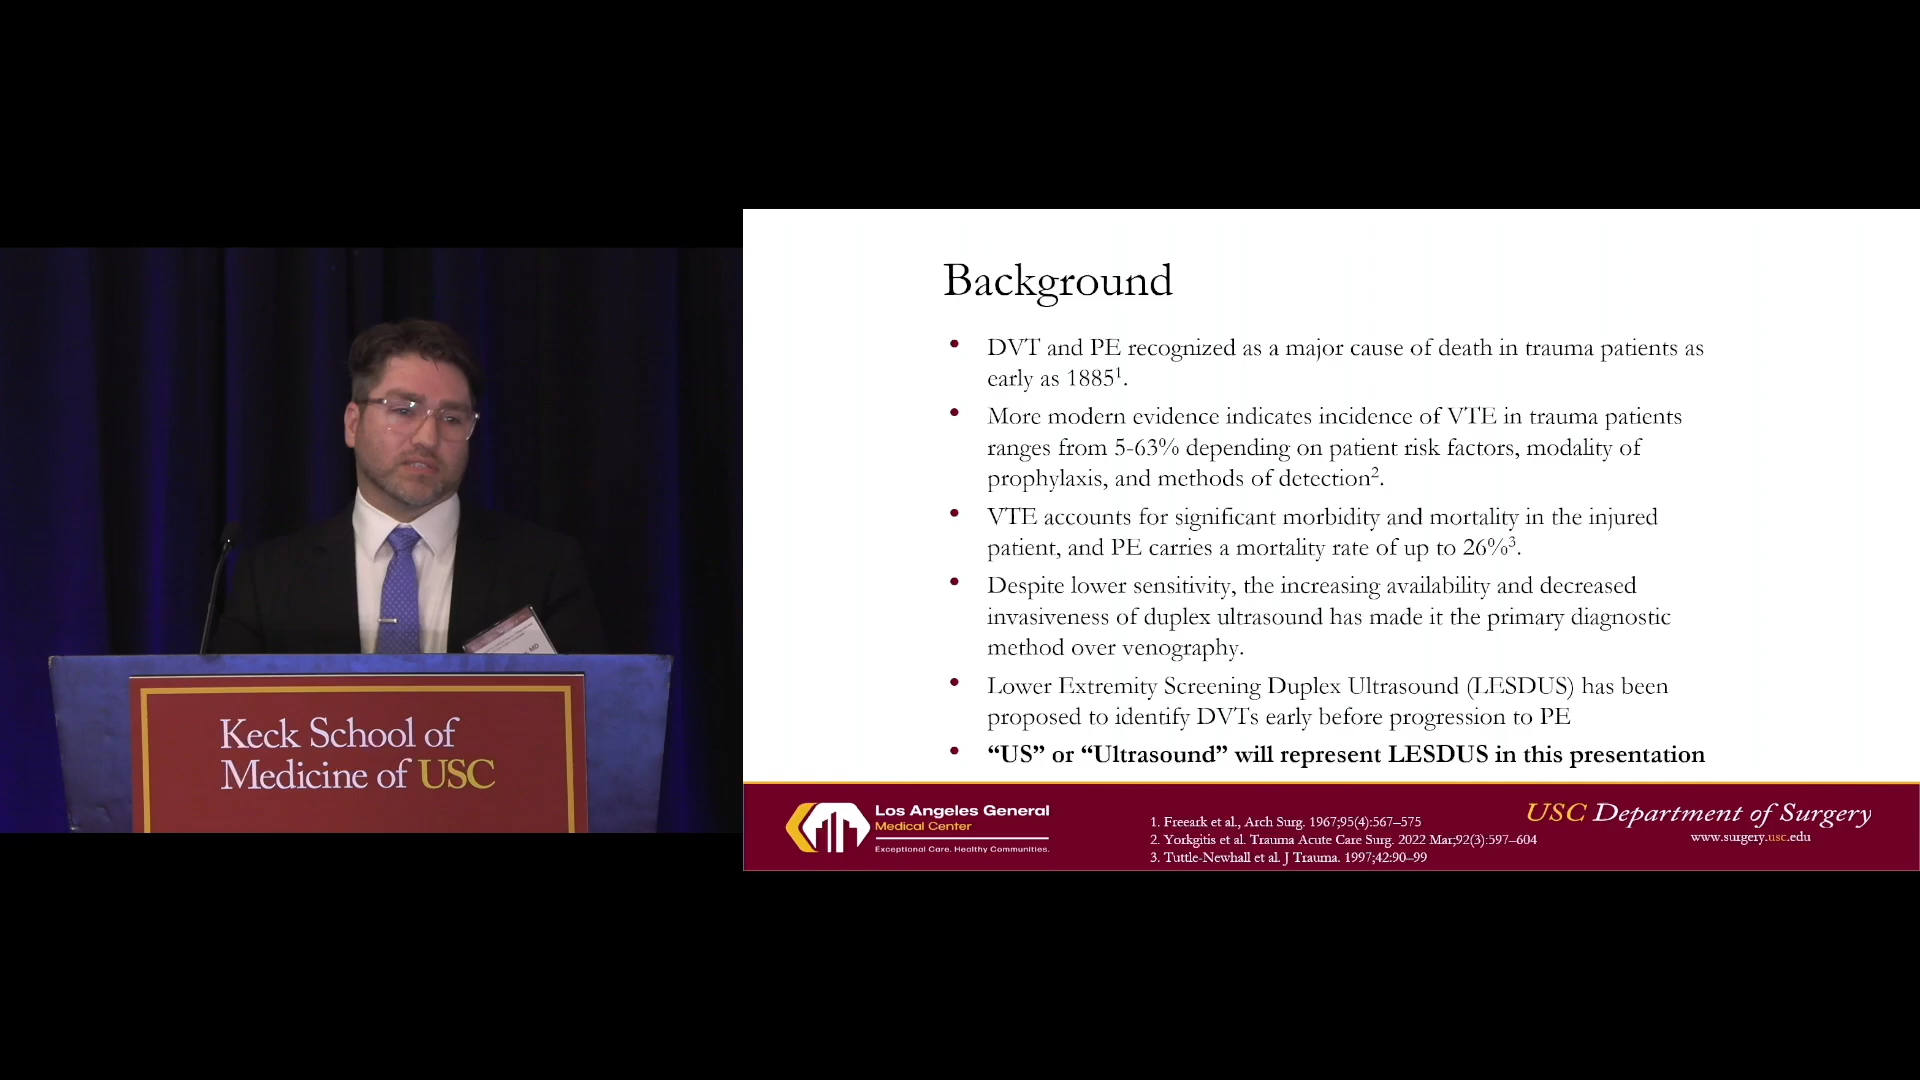 Background
• DVT and PE recognized as a major cause of death in trauma patients as
early as 1885¹.
• More modern evidence indicates incidence of VTE in trauma patients
ranges from 5-63% depending on patient risk factors, modality of
prophylaxis, and methods of detection².
• VTE accounts for significant morbidity and mortality in the injured
patient, and PE carries a mortality rate of up to 26%³.
• Despite lower sensitivity, the increasing availability and decreased
invasiveness of duplex ultrasound has made it the primary diagnostic
method over venography.
• Lower Extremity Screening Duplex Ultrasound (LESDUS) has been
proposed to identify DVTs early before progression to PE
• “US” or “Ultrasound” will represent LESDUS in this presentation
Los Angeles General
Medical Center
Exceptional Care. Healthy Communities.
1. Freeark et al., Arch Surg. 1967;95(4):567–575
2. Yorkgitis et al. Trauma Acute Care Surg. 2022 Mar;92(3):597–604
3. Tuttle-Newhall et al. J Trauma. 1997;42:90–99
USC Department of Surgery
www.surgery.usc.edu
MD
Keck School of
Medicine of USC